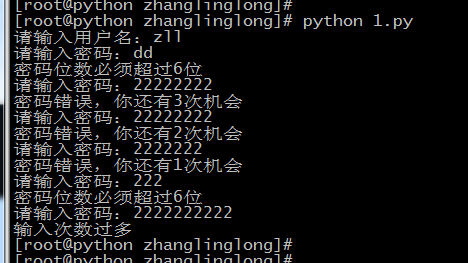 [root@python zhanglinglong]#
[root@python zhanglinglong]# python 1.py
请输入用户名：zll
请输入密码：dd
密码位数必须超过6位
请输入密码：22222222
密码错误，你还有3次机会
请输入密码：22222222
密码错误，你还有2次机会
请输入密码：2222222
密码错误，你还有1次机会
请输入密码：222
密码位数必须超过6位
请输入密码：2222222222
输入次数过多
[root@python zhanglinglong]#
[root@python zhanglinglong]#